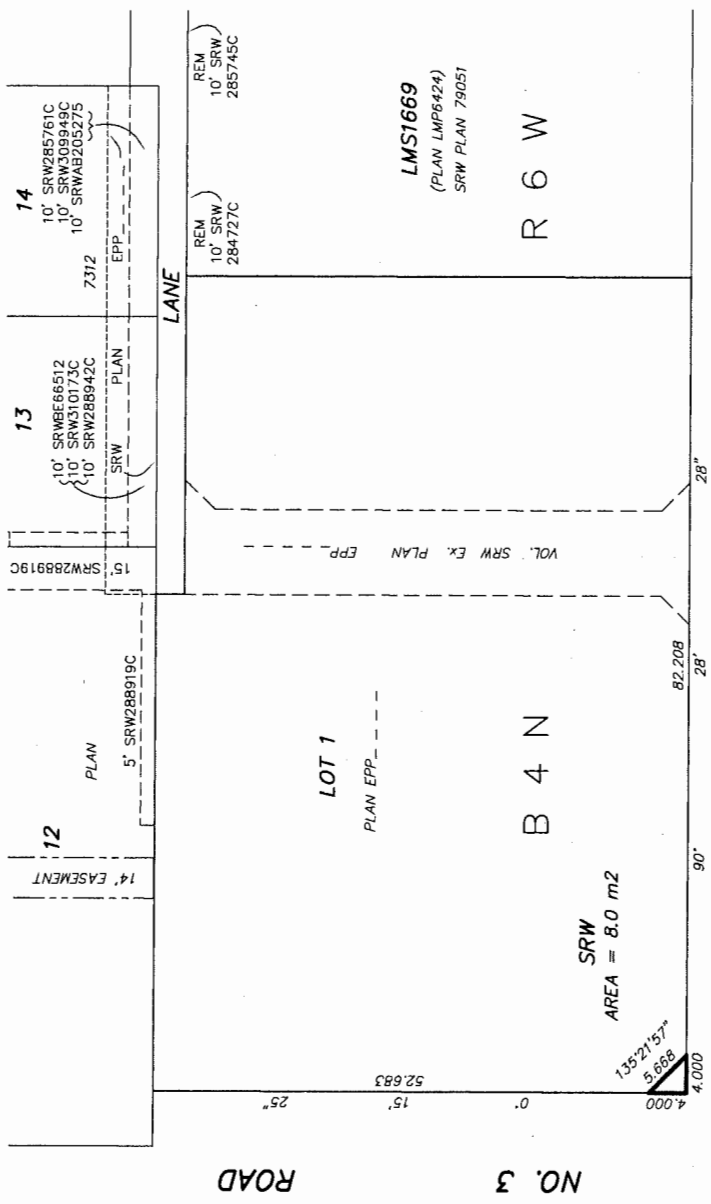 12
PLAN
5' SRW288919C
14' EASEMENT
15' SRW288919C
13
10' SRWBE66512
10' SRW310173C
10' SRW288942C
SRW PLAN EPP_ _ _ _ _
7312
14
10' SRW285761C
10' SRW309949C
10' SRWAB205275
LANE
REM
10' SRW
284727C
REM
10' SRW
285745C
LMS1669
(PLAN LMP6424)
SRW PLAN 79051
R 6 W
VOL. SRW Ex. PLAN EPP_ _ _ _ _
LOT 1
PLAN EPP_ _ _ _ _
B 4 N
SRW
AREA = 8.0 m2
135°21'57"
5.668
4.000
4.000
52.683
0° 15' 25"
82.208
90° 28' 28"
NO. 3 ROAD